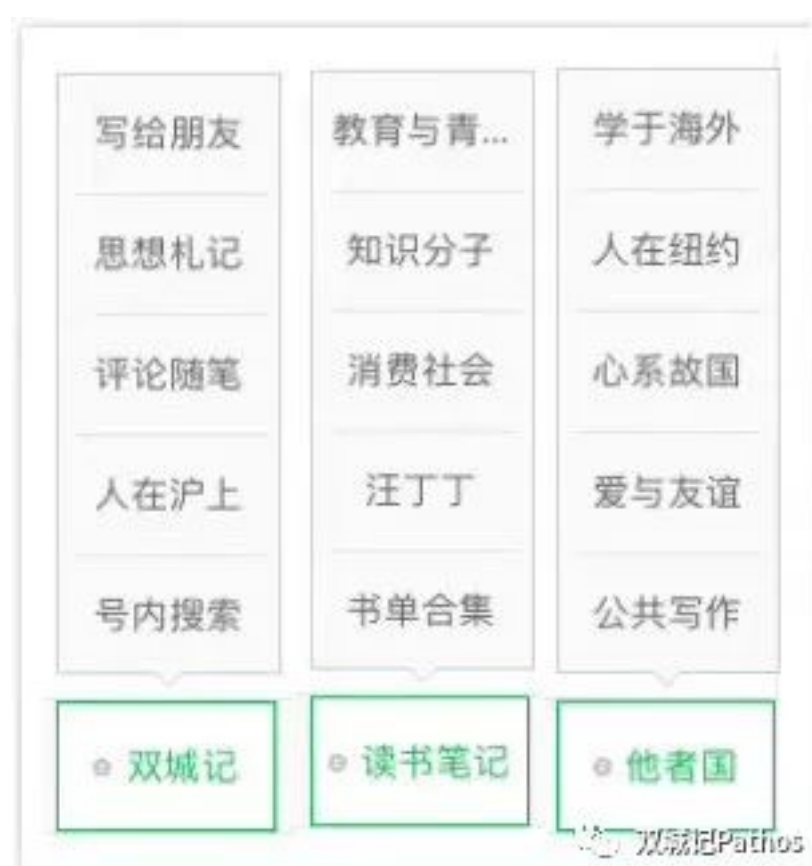 写给朋友
思想札记
评论随笔
人在沪上
号内搜索
双城记
教育与青...
知识分子
消费社会
汪丁丁
书单合集
读书笔记
学于海外
人在纽约
心系故国
爱与友谊
公共写作
他者国
双城记Pathos